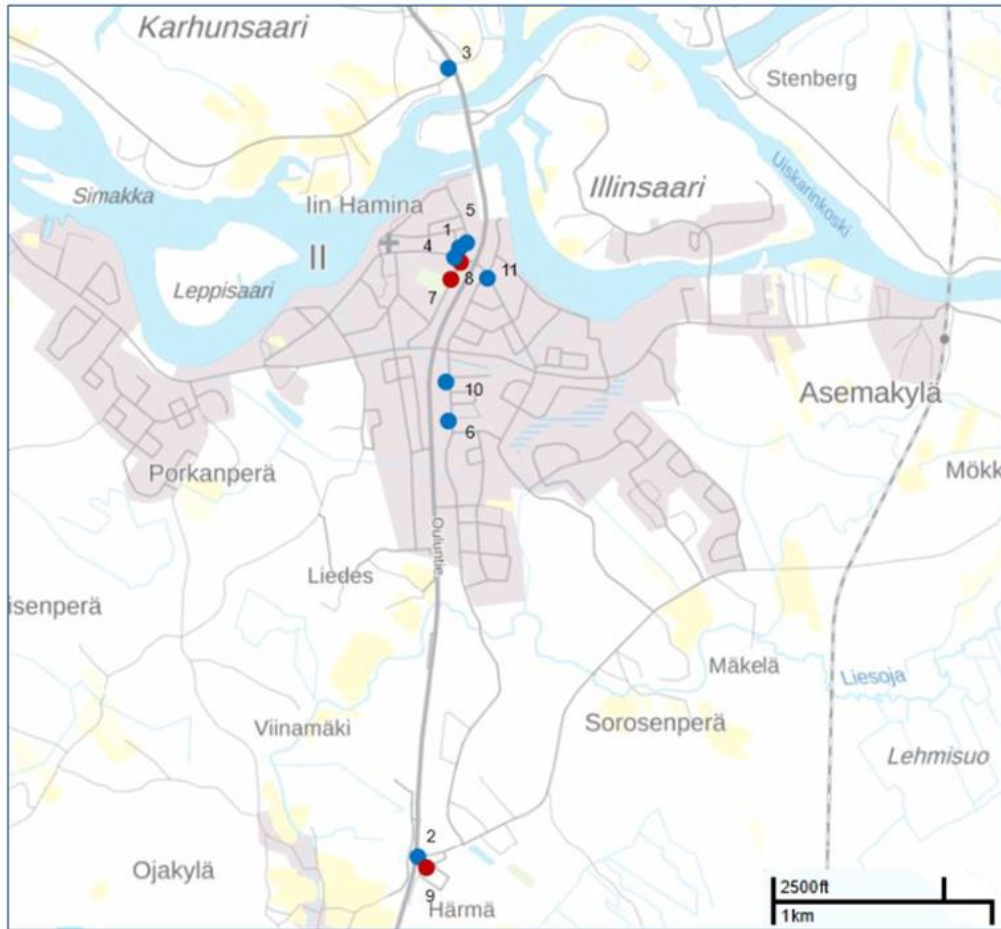 Karhunsaari
3
Stenberg
Uiskarinkoski
Simakka
Illinsaari
Iin Hamina
5
1
4
II
11
8
Leppisaari
7
10
Asemakylä
6
Porkanperä
Mökk
Ouluntie
Liedes
isenperä
Mäkelä
Liesoja
Viinamäki
Sorosenperä
Lehmisuo
2
Ojakylä
9
Härmä
2500ft
1km